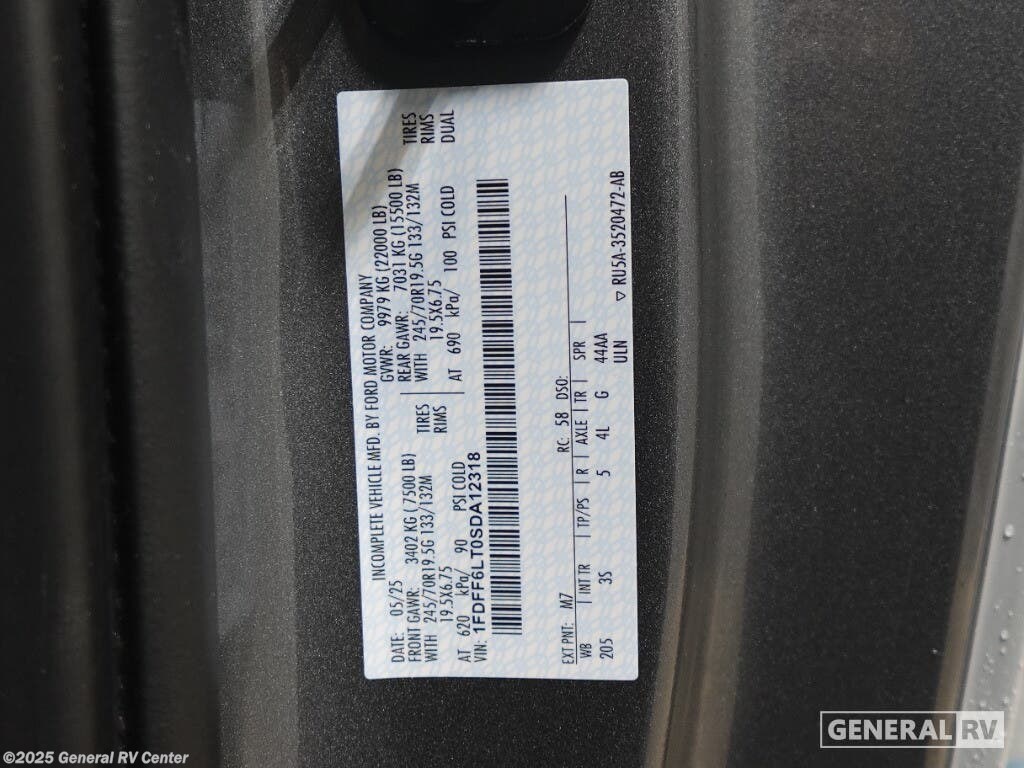 INCOMPLETE VEHICLE MFD. BY FORD MOTOR COMPANY
DATE: 05/25 GVWR: 9979 KG (22000 LB)
FRONT GAWR: 3402 KG (7500 LB) REAR GAWR: 7031 KG (15500 LB)
WITH 245/70R19.5G 133/132M TIRES WITH 245/70R19.5G 133/132M TIRES
19.5X6.75 RIMS 19.5X6.75 RIMS
AT 620 kPa/ 90 PSI COLD AT 690 kPa/ 100 PSI COLD DUAL
VIN: 1FDFF6LT0SDA12318
EXT PNT: M7 RC: 58 DSO:
WB INT TR TP/PS R AXLE TR SPR
205 3S 5 4L G 44AA
ULN ▽ RU5A-3520472-AB
GENERAL RV
©2025 General RV Center